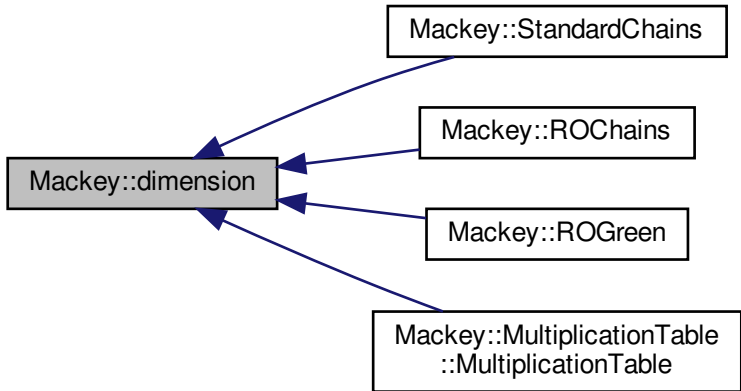 Mackey::StandardChains
Mackey::ROChains
Mackey::dimension
Mackey::ROGreen
Mackey::MultiplicationTable
::MultiplicationTable